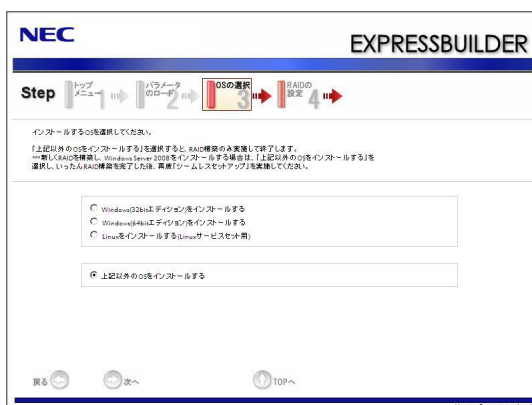 NEC
EXPRESSBUILDER
Step
トップ
メニュー 1
パラメータ
のロード 2
OSの選択
3
RAIDの
設定 4
インストールするOSを選択してください。
「上記以外のOSをインストールする」を選択すると、RAID構築のみ実施して終了します。
***新しくRAIDを構築し、Windows Server 2008 をインストールする場合は、「上記以外のOSをインストールする」を
選択し、いったんRAID構築を完了した後、再度「シームレスセットアップ」を実施してください。
Windows(32bitエディション)をインストールする
Windows(64bitエディション)をインストールする
Linuxをインストールする(Linuxサービスセット用)
上記以外のOSをインストールする
戻る
次へ
TOPへ